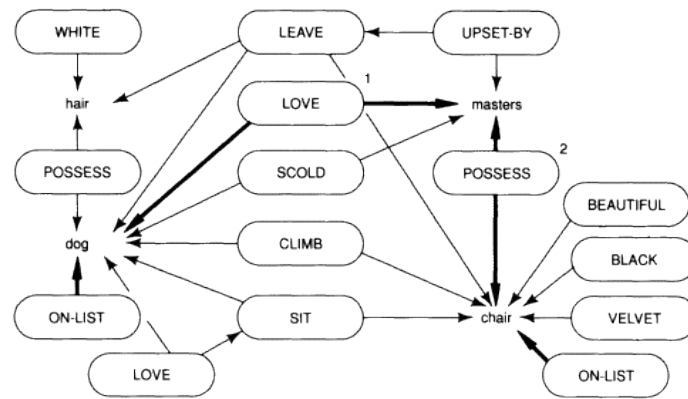 WHITE
LEAVE
UPSET-BY
hair
LOVE
1
masters
POSSESS
SCOLD
POSSESS
2
BEAUTIFUL
dog
CLIMB
BLACK
ON-LIST
SIT
chair
VELVET
LOVE
ON-LIST